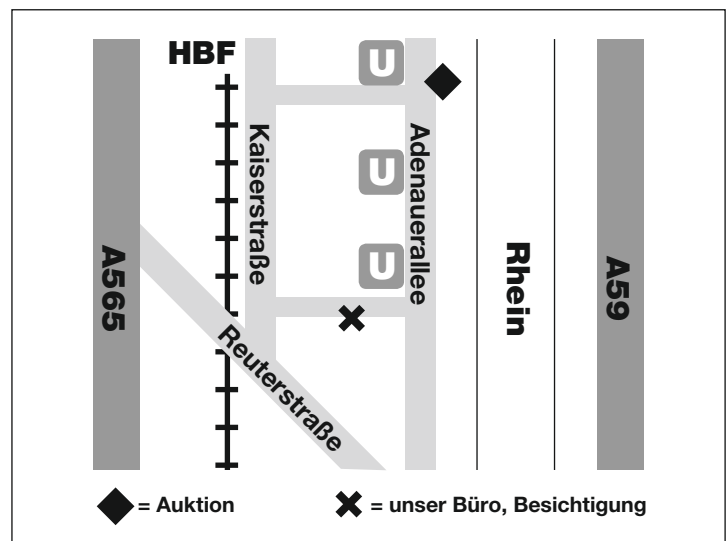 HBF
U
Kaiserstraße
Adenauerallee
U
U
A565
Rhein
A59
Reuterstraße
= Auktion
= unser Büro, Besichtigung